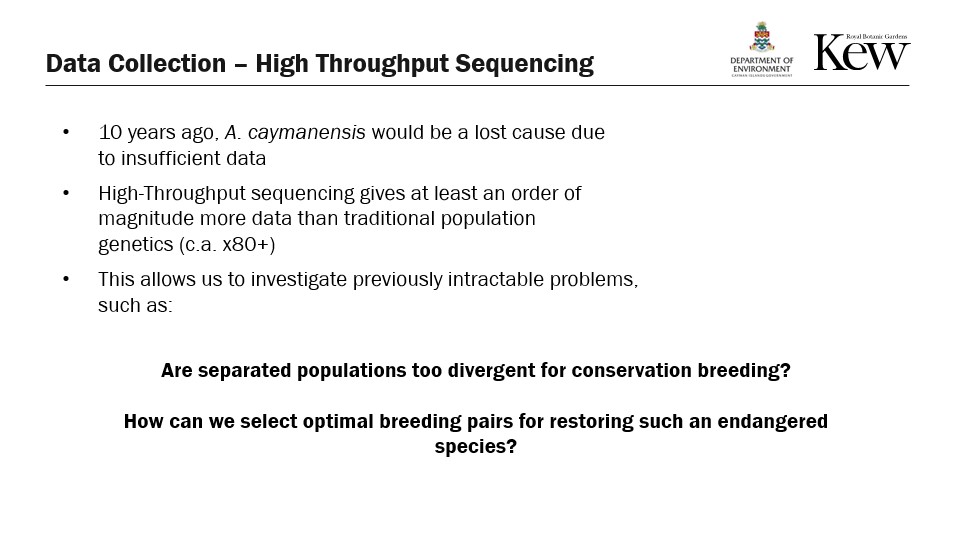 Data Collection – High Throughput Sequencing
DEPARTMENT OF
ENVIRONMENT
CAYMAN ISLANDS GOVERNMENT
Royal Botanic Gardens
Kew
• 10 years ago, A. caymanensis would be a lost cause due
to insufficient data
• High-Throughput sequencing gives at least an order of
magnitude more data than traditional population
genetics (c.a. x80+)
• This allows us to investigate previously intractable problems,
such as:
Are separated populations too divergent for conservation breeding?
How can we select optimal breeding pairs for restoring such an endangered
species?